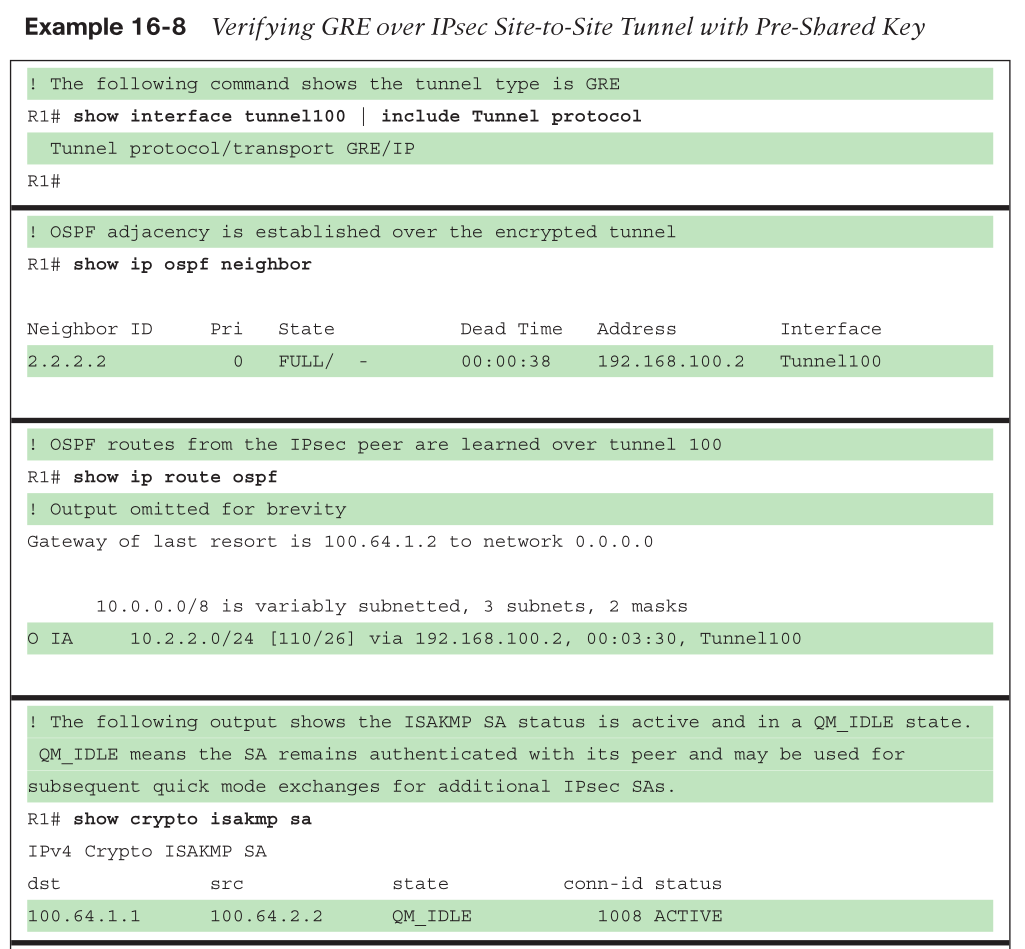 Example 16-8 Verifying GRE over IPsec Site-to-Site Tunnel with Pre-Shared Key
! The following command shows the tunnel type is GRE
R1# show interface tunnel100 | include Tunnel protocol
Tunnel protocol/transport GRE/IP
R1#
! OSPF adjacency is established over the encrypted tunnel
R1# show ip ospf neighbor
Neighbor ID Pri State Dead Time Address Interface
2.2.2.2 0 FULL/ - 00:00:38 192.168.100.2 Tunnel100
! OSPF routes from the IPsec peer are learned over tunnel 100
R1# show ip route ospf
! Output omitted for brevity
Gateway of last resort is 100.64.1.2 to network 0.0.0.0
10.0.0.0/8 is variably subnetted, 3 subnets, 2 masks
O IA 10.2.2.0/24 [110/26] via 192.168.100.2, 00:03:30, Tunnel100
! The following output shows the ISAKMP SA status is active and in a QM_IDLE state.
QM_IDLE means the SA remains authenticated with its peer and may be used for
subsequent quick mode exchanges for additional IPsec SAs.
R1# show crypto isakmp sa
IPv4 Crypto ISAKMP SA
dst src state conn-id status
100.64.1.1 100.64.2.2 QM_IDLE 1008 ACTIVE